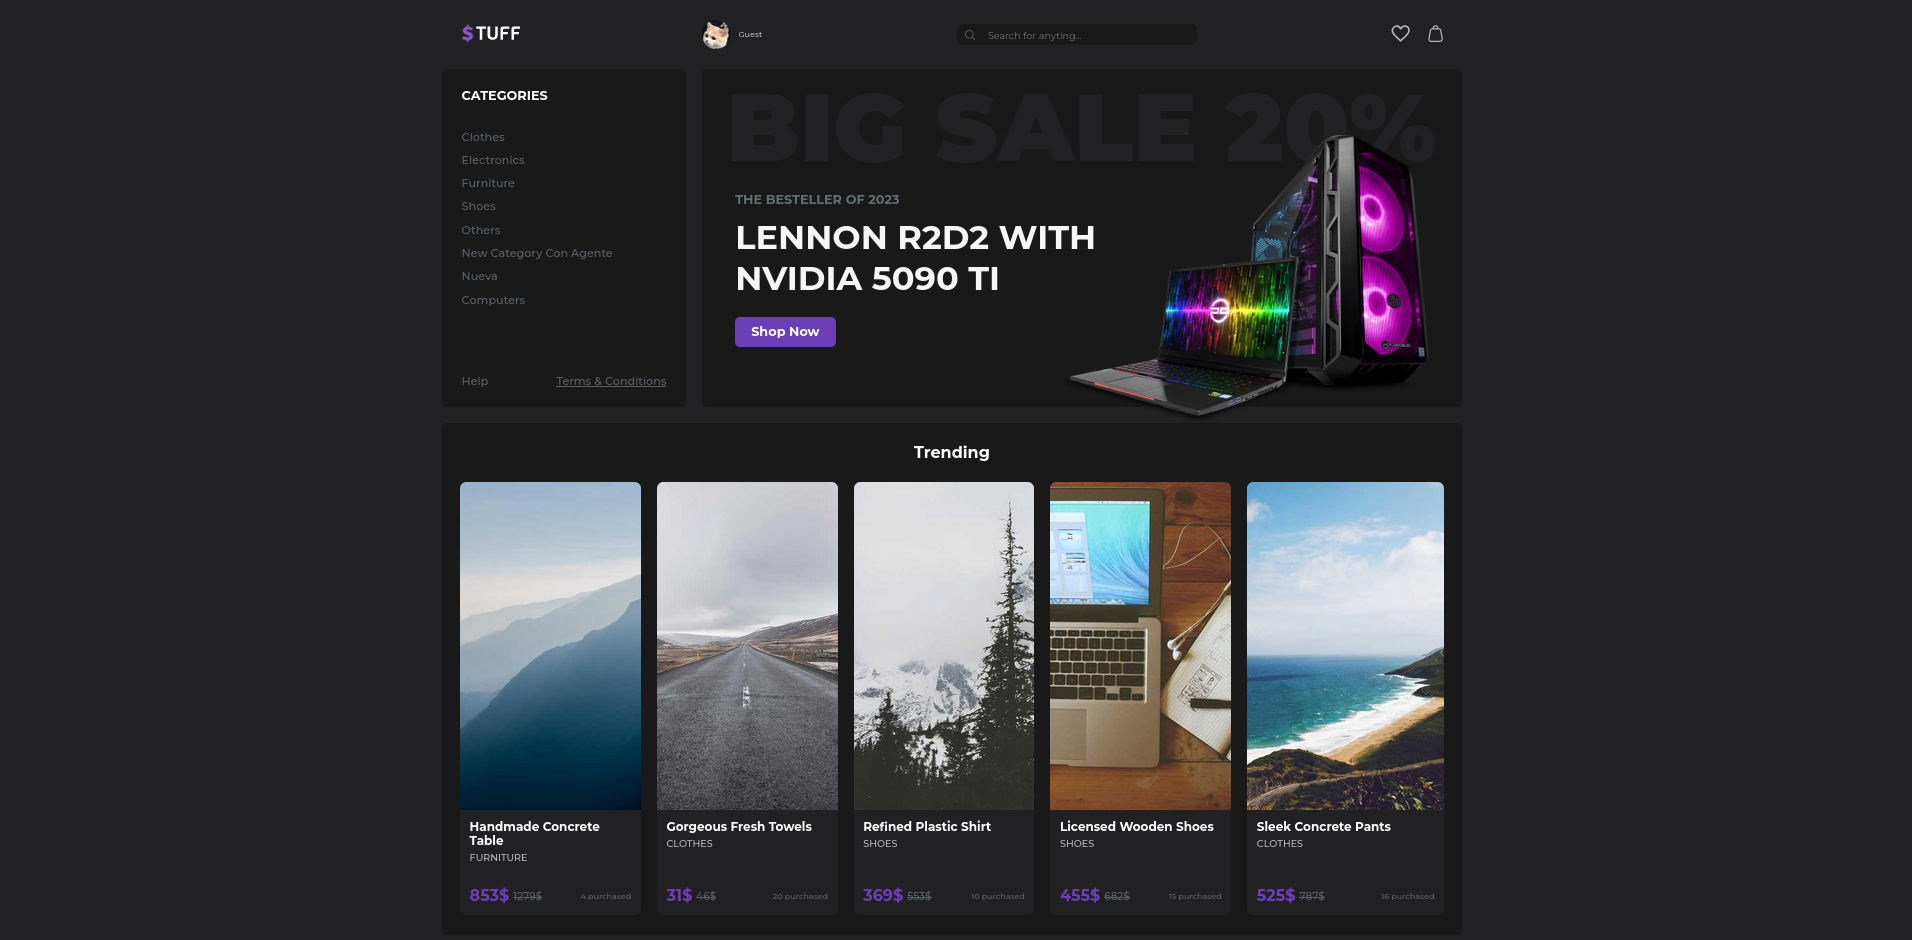 $TUFF
Guest
Search for anyting...
CATEGORIES
Clothes
Electronics
Furniture
Shoes
Others
New Category Con Agente
Nueva
Computers
Help
Terms & Conditions
BIG SALE 20%
THE BESTELLER OF 2023
LENNON R2D2 WITH
NVIDIA 5090 TI
Shop Now
Trending
Handmade Concrete
Table
FURNITURE
853$ 1279$ 4 purchased
Gorgeous Fresh Towels
CLOTHES
31$ 46$ 20 purchased
Refined Plastic Shirt
SHOES
369$ 553$ 10 purchased
Licensed Wooden Shoes
SHOES
455$ 682$ 15 purchased
Sleek Concrete Pants
CLOTHES
525$ 787$ 16 purchased